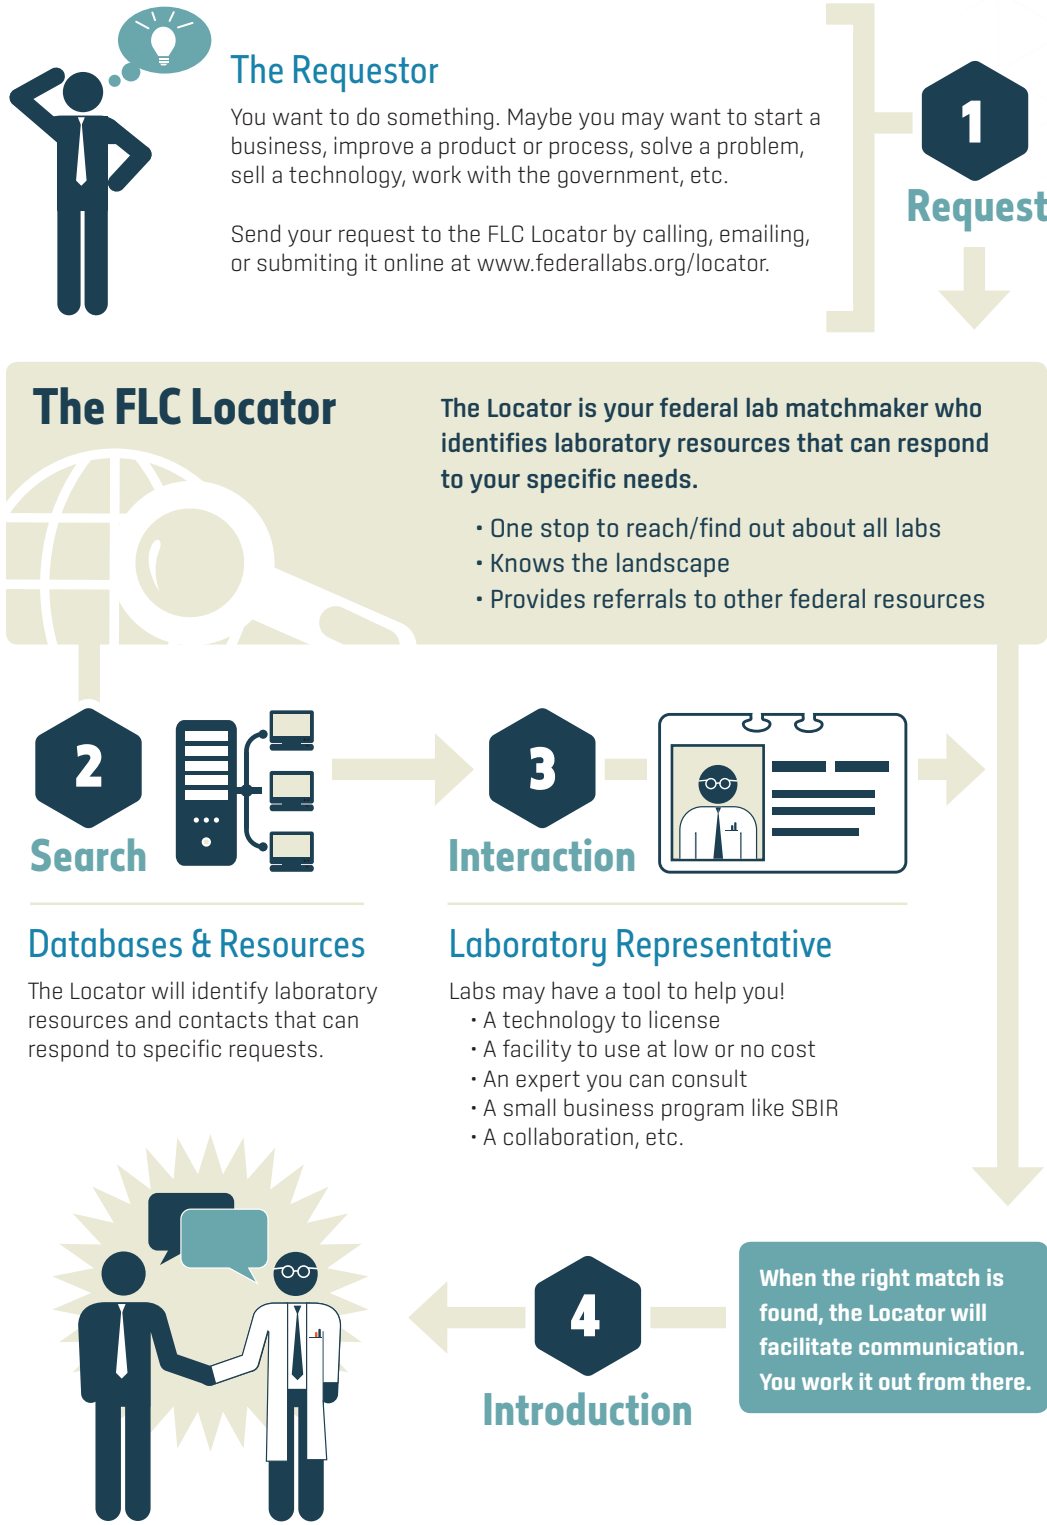 The Requestor
You want to do something. Maybe you may want to start a
business, improve a product or process, solve a problem,
sell a technology, work with the government, etc.
Send your request to the FLC Locator by calling, emailing,
or submiting it online at www.federallabs.org/locator.
1
Request
The FLC Locator
The Locator is your federal lab matchmaker who
identifies laboratory resources that can respond
to your specific needs.
• One stop to reach/find out about all labs
• Knows the landscape
• Provides referrals to other federal resources
2
Search
Databases & Resources
The Locator will identify laboratory
resources and contacts that can
respond to specific requests.
3
Interaction
Laboratory Representative
Labs may have a tool to help you!
• A technology to license
• A facility to use at low or no cost
• An expert you can consult
• A small business program like SBIR
• A collaboration, etc.
When the right match is
found, the Locator will
facilitate communication.
You work it out from there.
4
Introduction